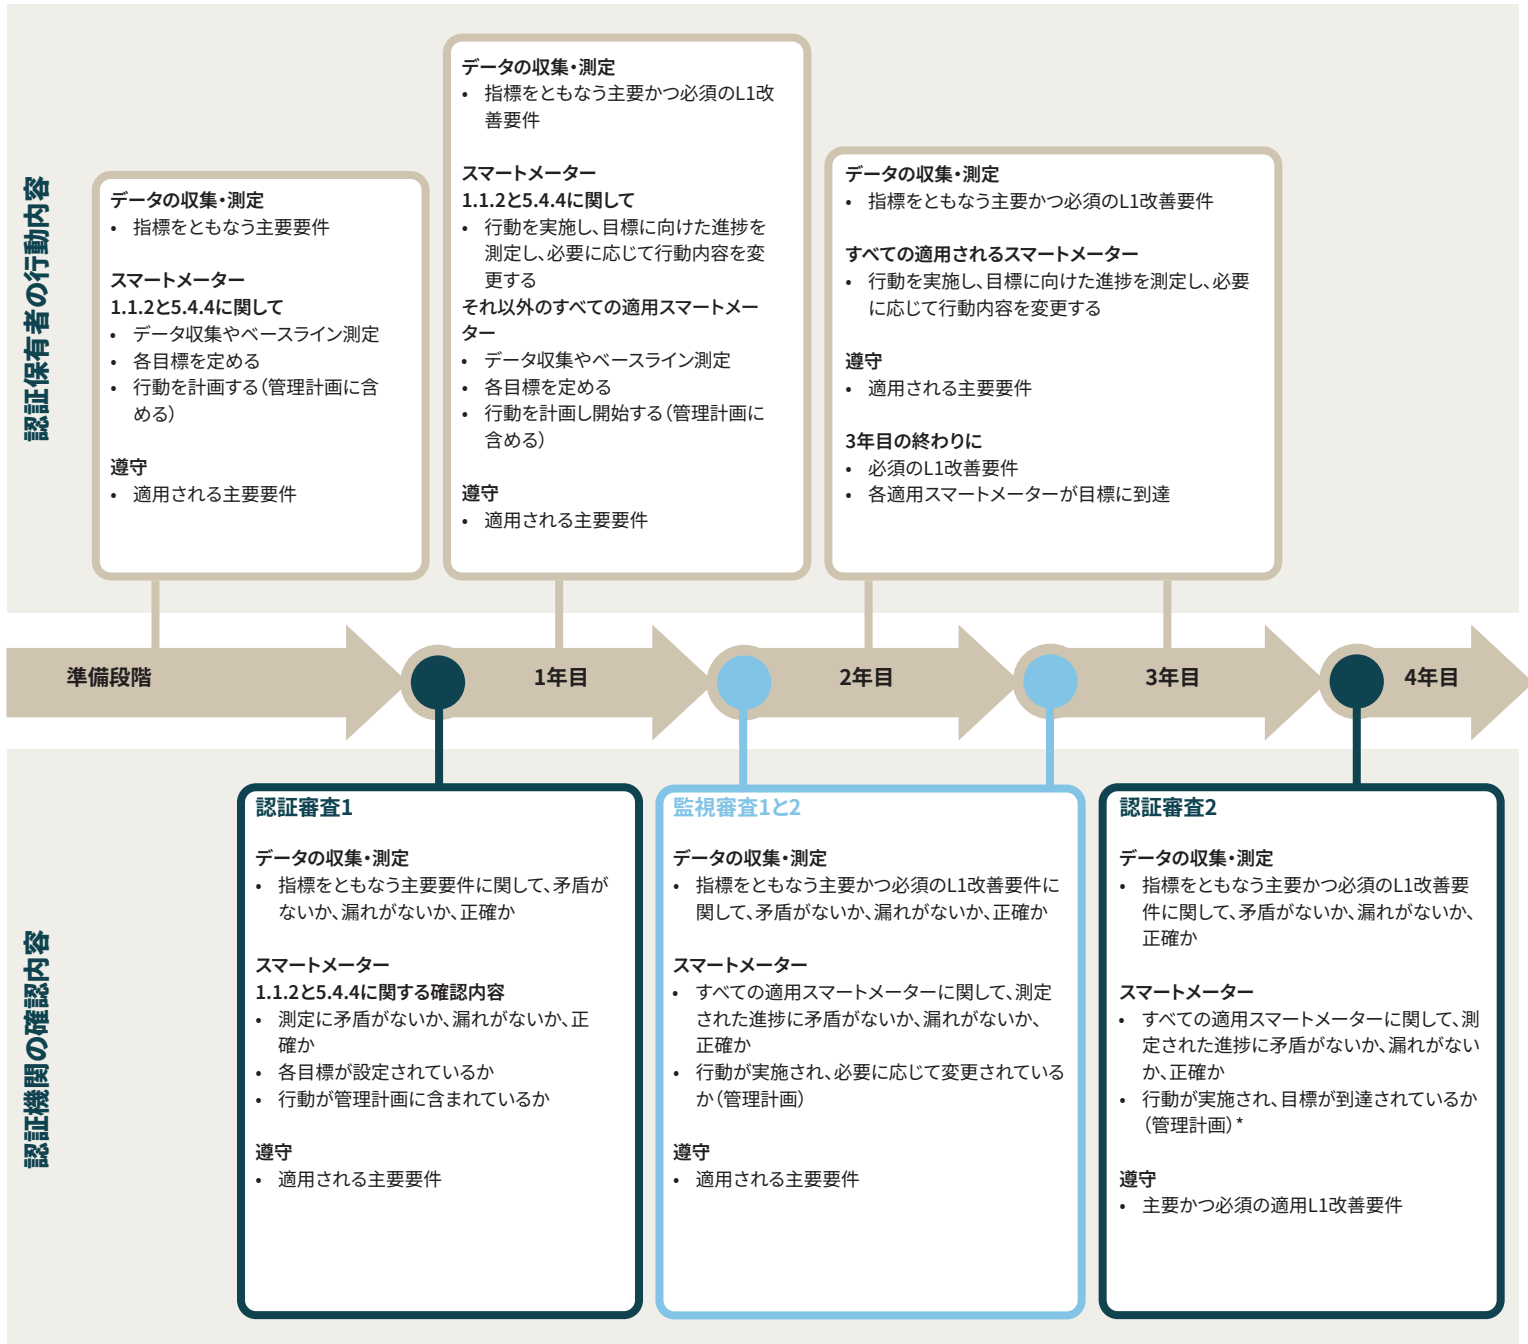 認証保有者の行動内容
データの収集・測定
• 指標をともなう主要要件
スマートメーター
1.1.2と5.4.4に関して
• データ収集やベースライン測定
• 各目標を定める
• 行動を計画する（管理計画に含
める）
遵守
• 適用される主要要件
データの収集・測定
• 指標をともなう主要かつ必須のL1改
善要件
スマートメーター
1.1.2と5.4.4に関して
• 行動を実施し、目標に向けた進捗を
測定し、必要に応じて行動内容を変
更する
それ以外のすべての適用スマートメー
ター
• データ収集やベースライン測定
• 各目標を定める
• 行動を計画し開始する（管理計画に
含める）
遵守
• 適用される主要要件
データの収集・測定
• 指標をともなう主要かつ必須のL1改善要件
すべての適用されるスマートメーター
• 行動を実施し、目標に向けた進捗を測定し、必要
に応じて行動内容を変更する
遵守
• 適用される主要要件
3年目の終わりに
• 必須のL1改善要件
• 各適用スマートメーターが目標に到達
準備段階
1年目
2年目
3年目
4年目
認証機関の確認内容
認証審査1
データの収集・測定
• 指標をともなう主要要件に関して、矛盾が
ないか、漏れがないか、正確か
スマートメーター
1.1.2と5.4.4に関する確認内容
• 測定に矛盾がないか、漏れがないか、正
確か
• 各目標が設定されているか
• 行動が管理計画に含まれているか
遵守
• 適用される主要要件
監視審査1と2
データの収集・測定
• 指標をともなう主要かつ必須のL1改善要件に
関して、矛盾がないか、漏れがないか、正確か
スマートメーター
• すべての適用スマートメーターに関して、測定
された進捗に矛盾がないか、漏れがないか、
正確か
• 行動が実施され、必要に応じて変更されている
か（管理計画）
遵守
• 適用される主要要件
認証審査2
データの収集・測定
• 指標をともなう主要かつ必須のL1改善要
件に関して、矛盾がないか、漏れがないか、
正確か
スマートメーター
• すべての適用スマートメーターに関して、測
定された進捗に矛盾がないか、漏れがない
か、正確か
• 行動が実施され、目標が到達されているか
（管理計画）*
遵守
• 主要かつ必須の適用L1改善要件